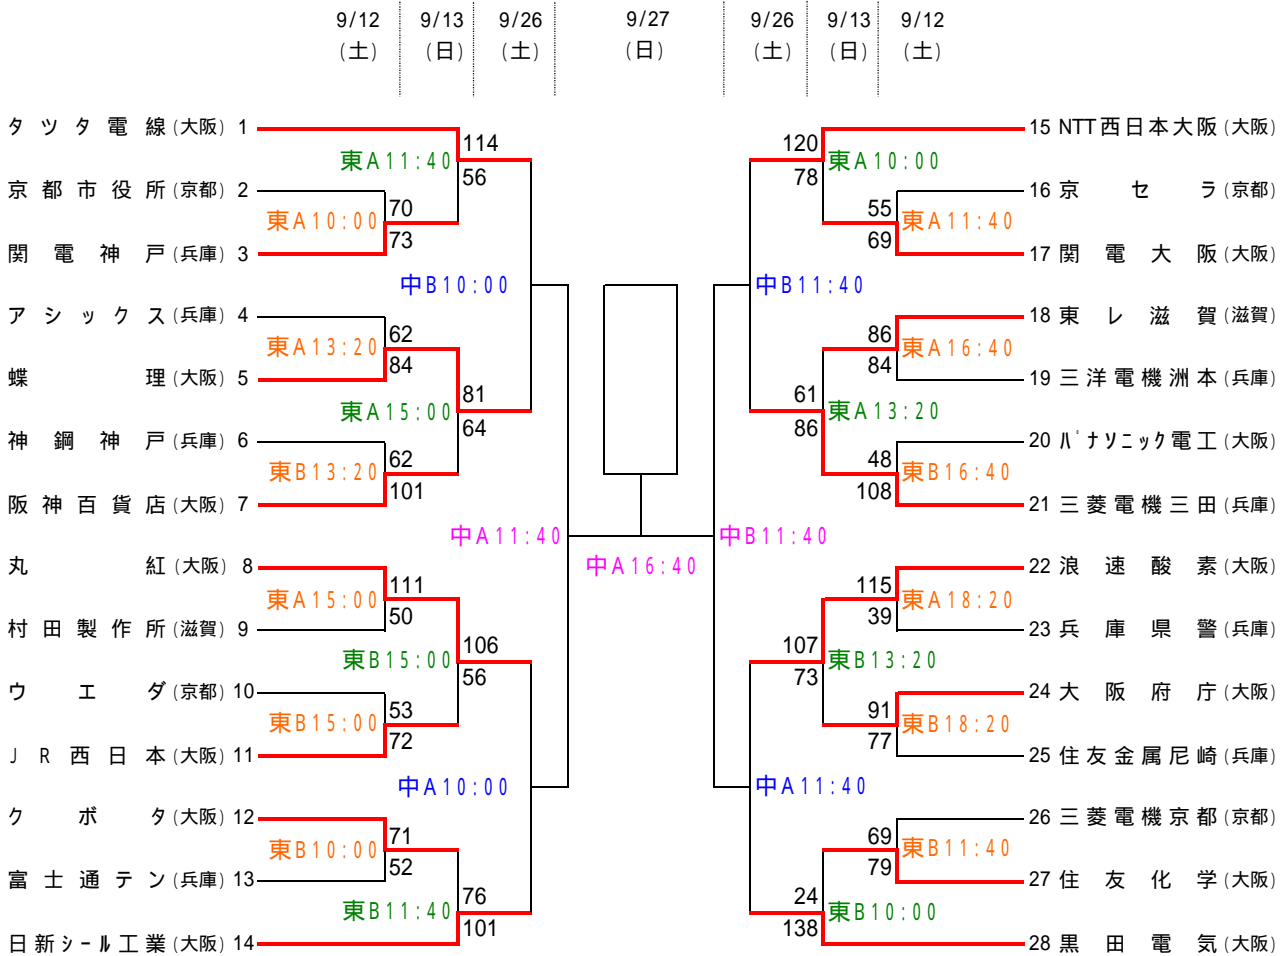 9/12 9/13 9/26 9/27 9/26 9/13 9/12
(土) (日) (土) (日) (土) (日) (土)
タツタ電線(大阪) 1 114 120 15 NTT西日本大阪(大阪)
東A11:40 東A10:00
京都市役所(京都) 2 56 78 16 京セラ(京都)
東A10:00 70 55 東A11:40
73 69
関電神戸(兵庫) 3 17 関電大阪(大阪)
中B10:00 中B11:40
アシックス(兵庫) 4 18 東レ滋賀(滋賀)
東A13:20 62 86 東A16:40
84 84
蝶理(大阪) 5 19 三洋電機洲本(兵庫)
81 61
東A15:00 東A13:20
64 86
神鋼神戸(兵庫) 6 20 パナソニック電工(大阪)
東B13:20 62 48 東B16:40
101 108
阪神百貨店(大阪) 7 21 三菱電機三田(兵庫)
中A11:40 中B11:40
中A16:40
丸紅(大阪) 8 22 浪速酸素(大阪)
東A15:00 111 115 東A18:20
50 39
村田製作所(滋賀) 9 23 兵庫県警(兵庫)
106 107
東B15:00 東B13:20
56 73
ウエダ(京都) 10 24 大阪府庁(大阪)
東B15:00 53 91 東B18:20
72 77
JR西日本(大阪) 11 25 住友金属尼崎(兵庫)
中A10:00 中A11:40
クボタ(大阪) 12 26 三菱電機京都(京都)
東B10:00 71 69 東B11:40
52 79
富士通テン(兵庫) 13 27 住友化学(大阪)
76 24
東B11:40 東B10:00
101 138
日新シール工業(大阪) 14 28 黒田電気(大阪)